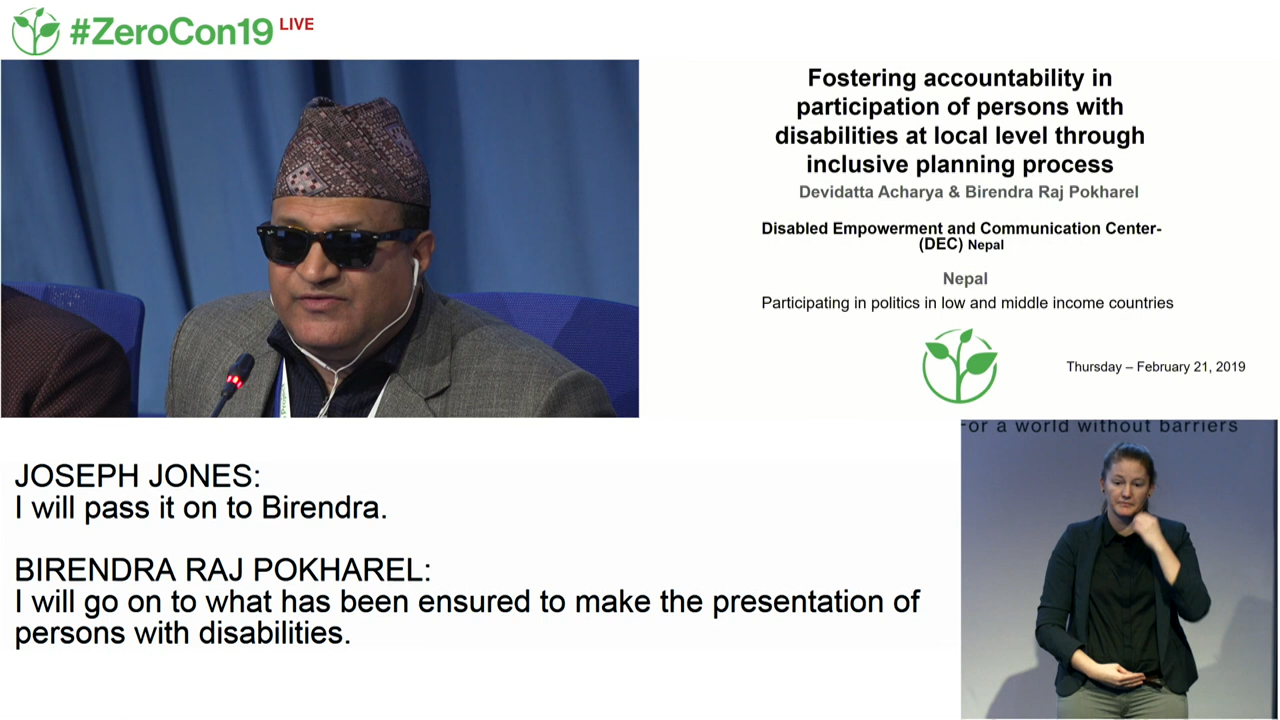 #ZeroCon19 LIVE
Fostering accountability in
participation of persons with
disabilities at local level through
inclusive planning process
Devidatta Acharya & Birendra Raj Pokharel
Disabled Empowerment and Communication Center-
(DEC) Nepal
Nepal
Participating in politics in low and middle income countries
Thursday – February 21, 2019
For a world without barriers
JOSEPH JONES:
I will pass it on to Birendra.
BIRENDRA RAJ POKHAREL:
I will go on to what has been ensured to make the presentation of
persons with disabilities.